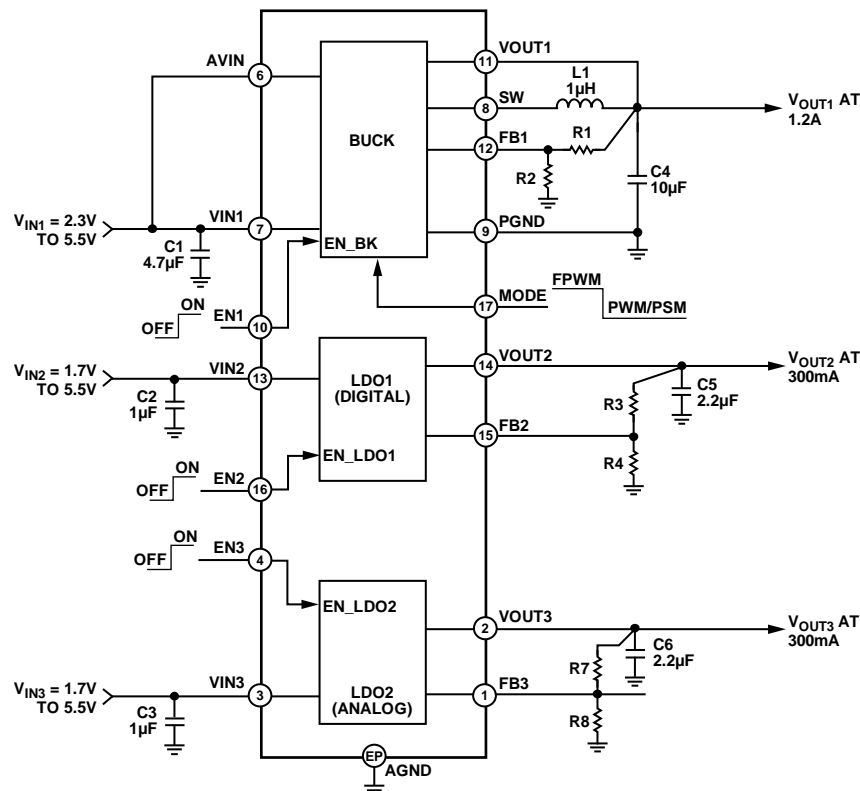 AVIN
6
BUCK
11
VOUT1
L1
1µH
8
SW
VOUT1 AT
1.2A
12
FB1
R1
R2
C4
10µF
VIN1 = 2.3V
TO 5.5V
VIN1
7
C1
4.7µF
EN_BK
9
PGND
ON
OFF
EN1
10
17
MODE
FPWM
PWM/PSM
VIN2 = 1.7V
TO 5.5V
VIN2
13
C2
1µF
LDO1
(DIGITAL)
EN_LDO1
14
VOUT2
VOUT2 AT
300mA
C5
2.2µF
R3
15
FB2
R4
ON
OFF
EN2
16
ON
OFF
EN3
4
EN_LDO2
LDO2
(ANALOG)
2
VOUT3
VOUT3 AT
300mA
C6
2.2µF
R7
1
FB3
R8
VIN3 = 1.7V
TO 5.5V
VIN3
3
C3
1µF
EP
AGND